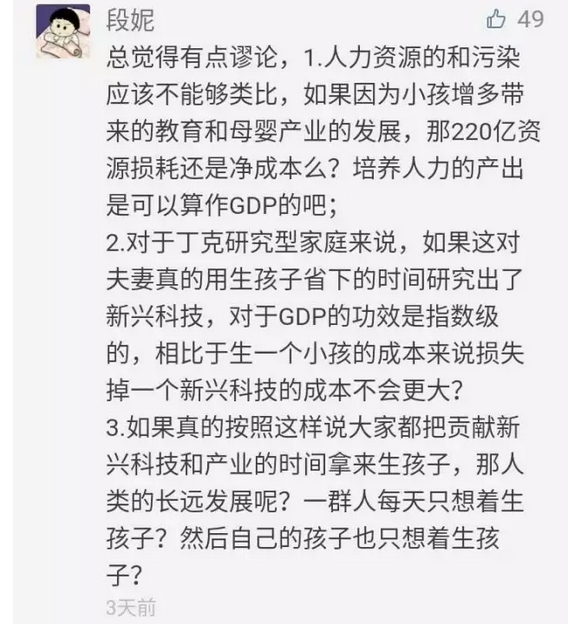 段妮
49
总觉得有点谬论，1.人力资源的和污染
应该不能够类比，如果因为小孩增多带
来的教育和母婴产业的发展，那220亿资
源损耗还是净成本么？培养人力的产出
是可以算作GDP的吧；
2.对于丁克研究型家庭来说，如果这对
夫妻真的用生孩子省下的时间研究出了
新兴科技，对于GDP的功效是指数级
的，相比于生一个小孩的成本来说损失
掉一个新兴科技的成本不会更大？
3.如果真的按照这样说大家都把贡献新
兴科技和产业的时间拿来生孩子，那人
类的长远发展呢？一群人每天只想着生
孩子？然后自己的孩子也只想着生孩
子？
3天前